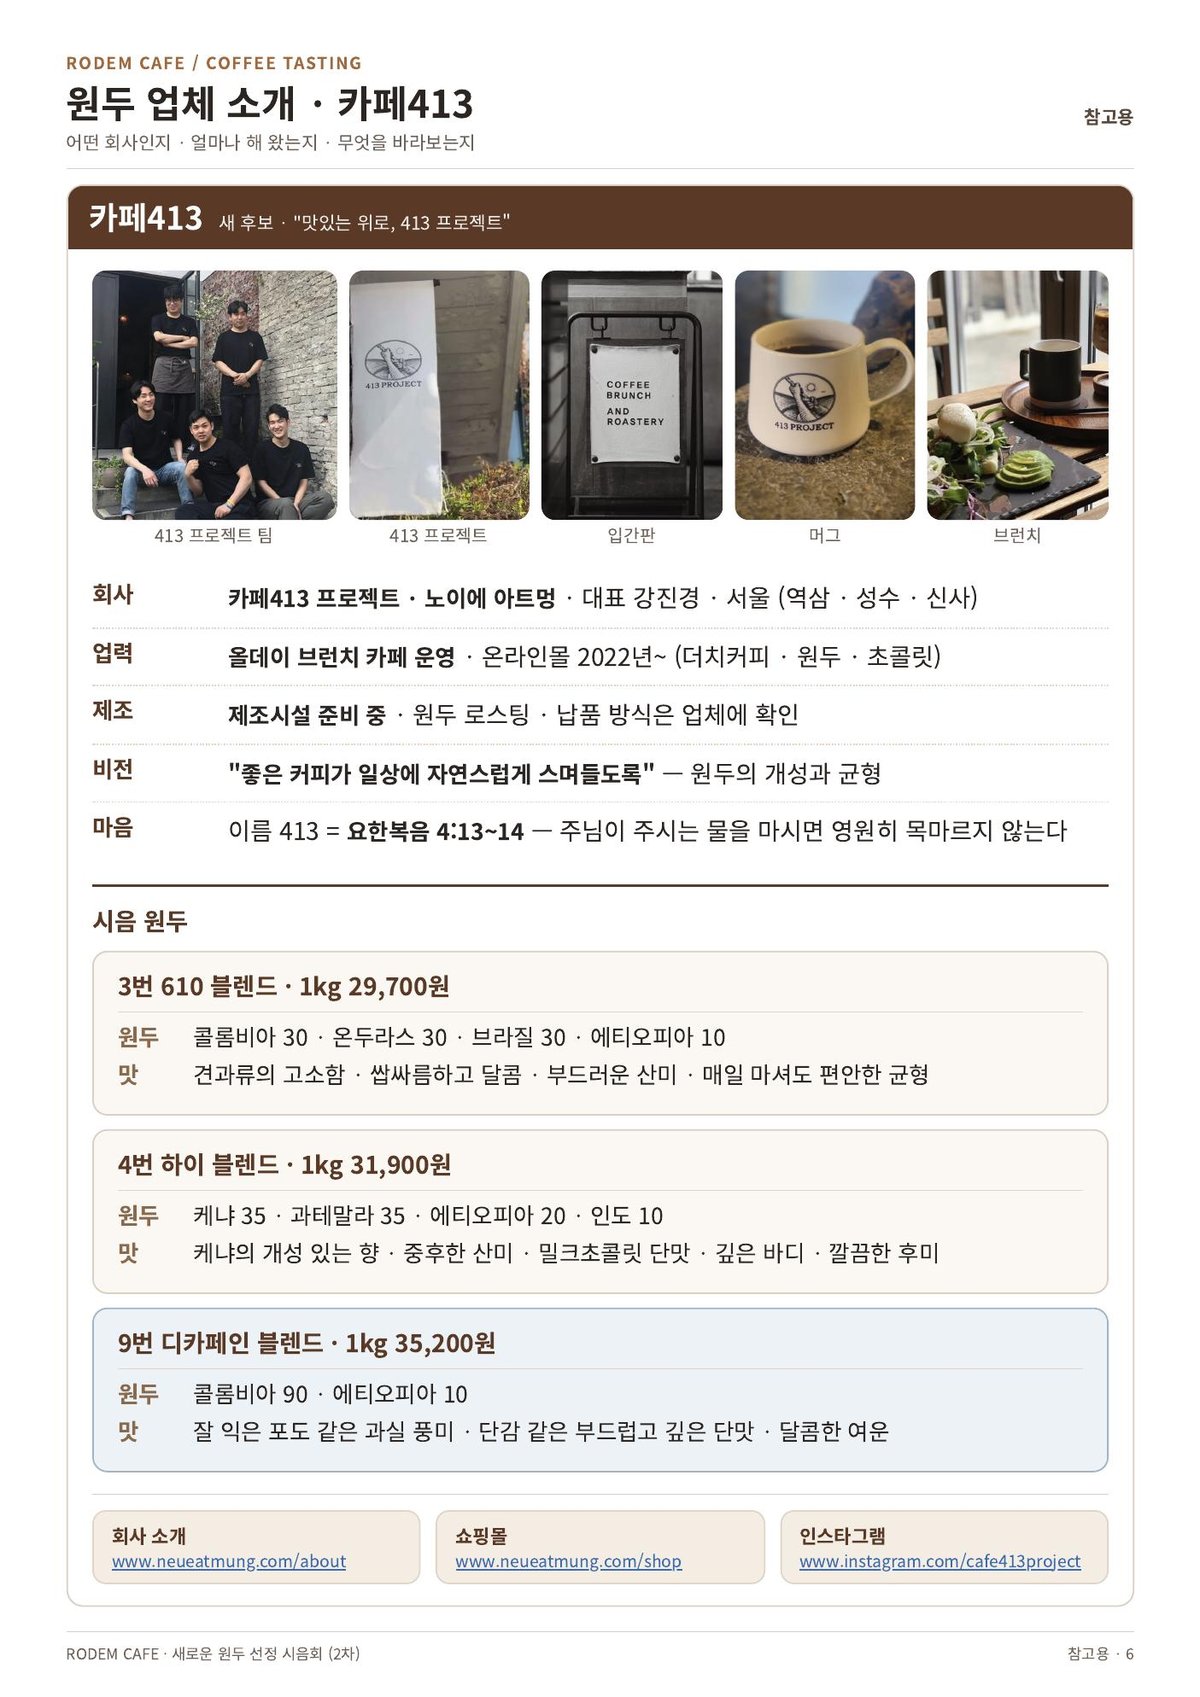 RODEM CAFE / COFFEE TASTING
원두 업체 소개 · 카페413
어떤 회사인지 · 얼마나 해 왔는지 · 무엇을 바라보는지
참고용
카페413 새 후보 · "맛있는 위로, 413 프로젝트"
413 PROJECT
COFFEE
BRUNCH
AND
ROASTERY
413 PROJECT
413 프로젝트 팀
413 프로젝트
입간판
머그
브런치
회사 카페413 프로젝트 · 노이에 아트멍 · 대표 강진경 · 서울 (역삼 · 성수 · 신사)
업력 올데이 브런치 카페 운영 · 온라인몰 2022년~ (더치커피 · 원두 · 초콜릿)
제조 제조시설 준비 중 · 원두 로스팅 · 납품 방식은 업체에 확인
비전 "좋은 커피가 일상에 자연스럽게 스며들도록" — 원두의 개성과 균형
마음 이름 413 = 요한복음 4:13~14 — 주님이 주시는 물을 마시면 영원히 목마르지 않는다
시음 원두
3번 610 블렌드 · 1kg 29,700원
원두 콜롬비아 30 · 온두라스 30 · 브라질 30 · 에티오피아 10
맛 견과류의 고소함 · 쌉싸름하고 달콤 · 부드러운 산미 · 매일 마셔도 편안한 균형
4번 하이 블렌드 · 1kg 31,900원
원두 케냐 35 · 과테말라 35 · 에티오피아 20 · 인도 10
맛 케냐의 개성 있는 향 · 중후한 산미 · 밀크초콜릿 단맛 · 깊은 바디 · 깔끔한 후미
9번 디카페인 블렌드 · 1kg 35,200원
원두 콜롬비아 90 · 에티오피아 10
맛 잘 익은 포도 같은 과실 풍미 · 단감 같은 부드럽고 깊은 단맛 · 달콤한 여운
회사 소개
www.neueatmung.com/about
쇼핑몰
www.neueatmung.com/shop
인스타그램
www.instagram.com/cafe413project
RODEM CAFE · 새로운 원두 선정 시음회 (2차)
참고용 · 6